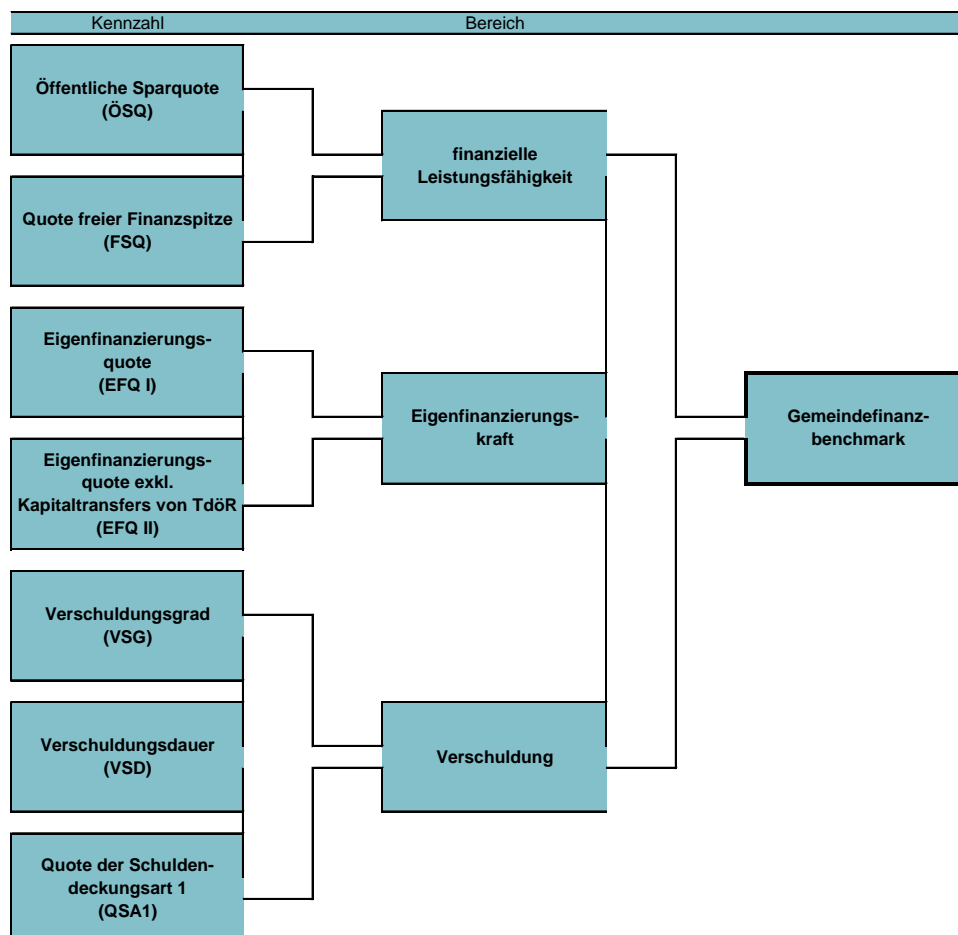 Kennzahl
Bereich
Öffentliche Sparquote
(ÖSQ)
Quote freier Finanzspitze
(FSQ)
finanzielle
Leistungsfähigkeit
Eigenfinanzierungs-
quote
(EFQ I)
Eigenfinanzierungs-
quote exkl.
Kapitaltransfers von TdöR
(EFQ II)
Eigenfinanzierungs-
kraft
Verschuldungsgrad
(VSG)
Verschuldungsdauer
(VSD)
Quote der Schulden-
deckungsart 1
(QSA1)
Verschuldung
Gemeindefinanz-
benchmark